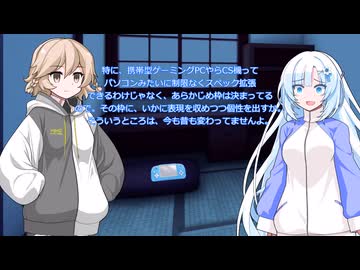 特に、携帯型ゲーミングPCやらCS機って
パソコンみたいに制限なくスペック拡張
できるわけじゃなく、あらかじめ枠は決まってる
ので。その枠に、いかに表現を収めつつ個性を出すか。
こういうところは、今も昔も変わってませんよ。